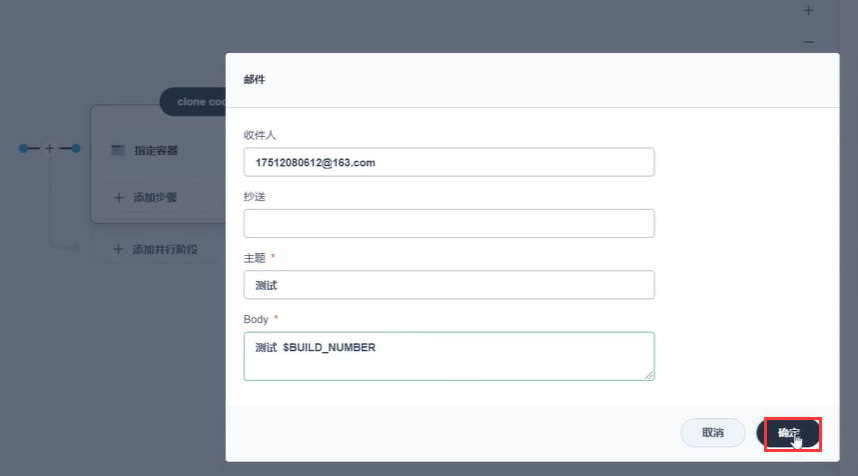 clone coo
指定容器
添加步骤
添加并行阶段
邮件
收件人
17512080612@163.com
抄送
主题 *
测试
Body *
测试 $BUILD_NUMBER
取消
确定